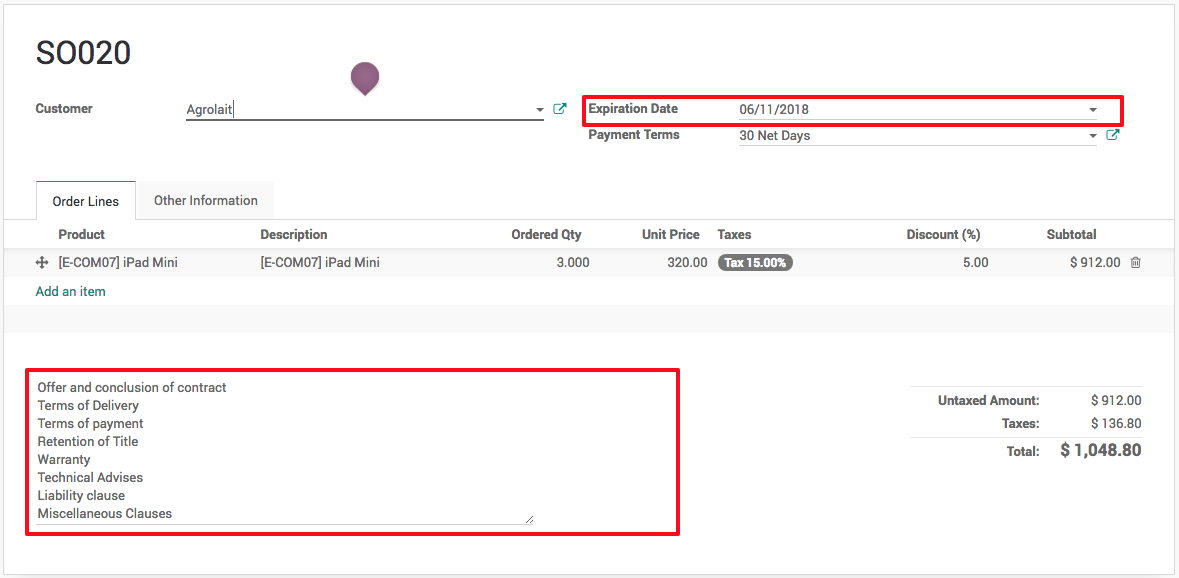 SO020
Customer Agrolait Expiration Date 06/11/2018
Payment Terms 30 Net Days
Order Lines Other Information
Product Description Ordered Qty Unit Price Taxes Discount (%) Subtotal
[E-COM07] iPad Mini [E-COM07] iPad Mini 3.000 320.00 Tax 15.00% 5.00 $ 912.00
Add an item
Offer and conclusion of contract
Terms of Delivery
Terms of payment
Retention of Title
Warranty
Technical Advises
Liability clause
Miscellaneous Clauses
Untaxed Amount: $ 912.00
Taxes: $ 136.80
Total: $ 1,048.80